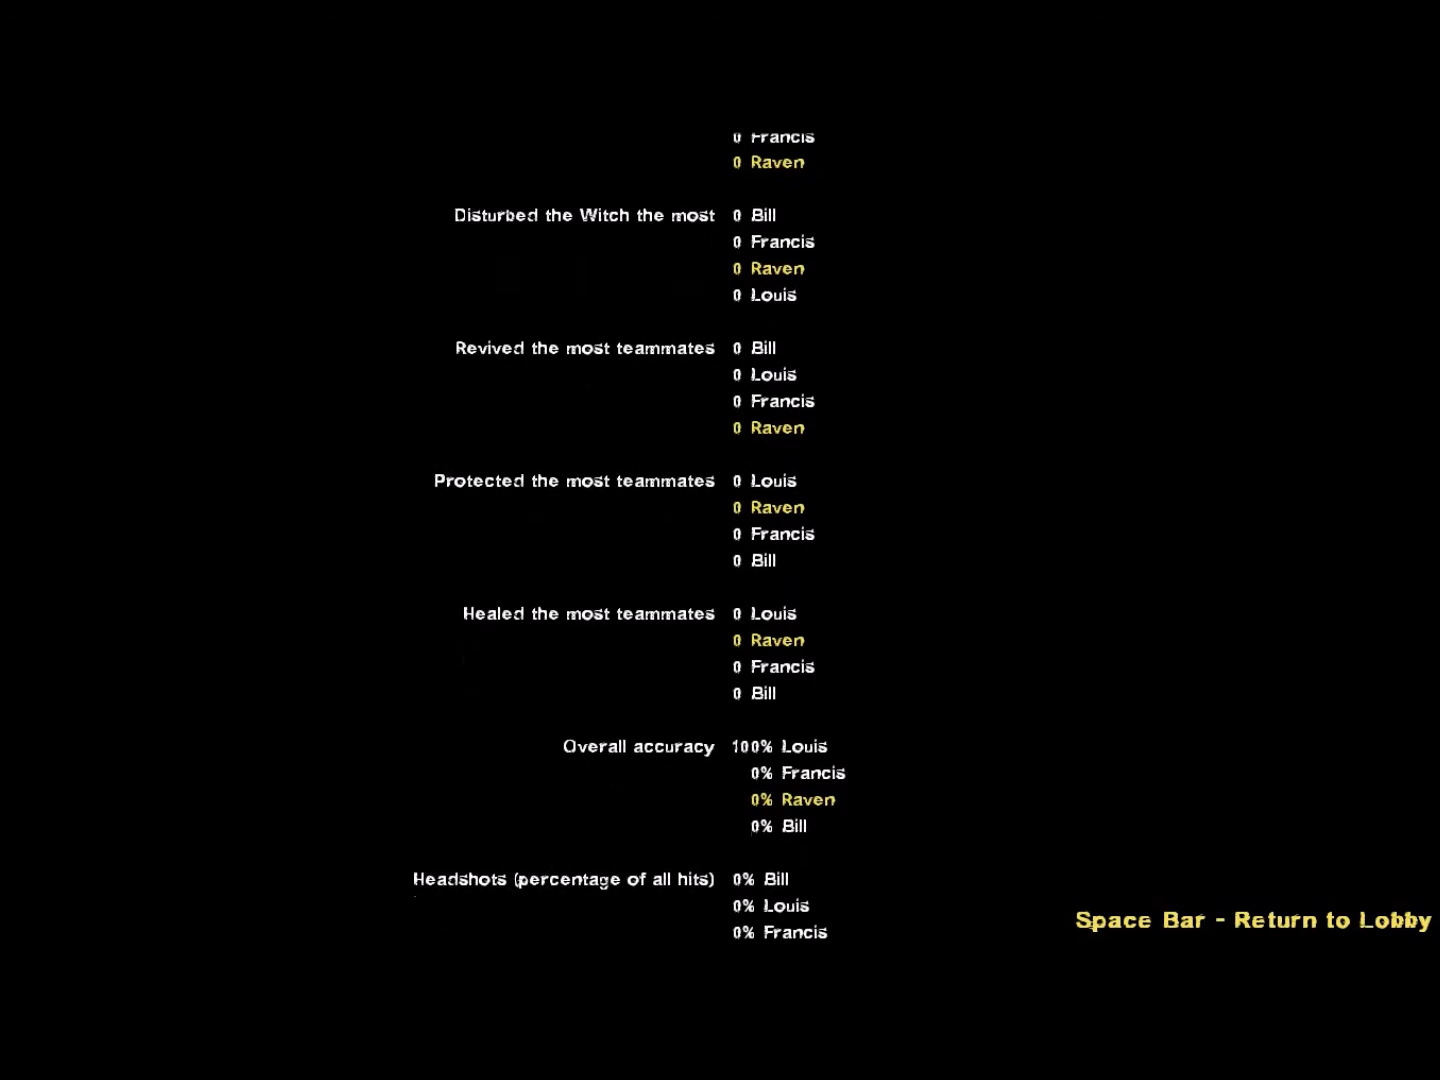 0 Francis
0 Raven
Disturbed the Witch the most 0 Bill
0 Francis
0 Raven
0 Louis
Revived the most teammates 0 Bill
0 Louis
0 Francis
0 Raven
Protected the most teammates 0 Louis
0 Raven
0 Francis
0 Bill
Healed the most teammates 0 Louis
0 Raven
0 Francis
0 Bill
Overall accuracy 100% Louis
0% Francis
0% Raven
0% Bill
Headshots (percentage of all hits) 0% Bill
0% Louis
0% Francis
Space Bar - Return to Lobby